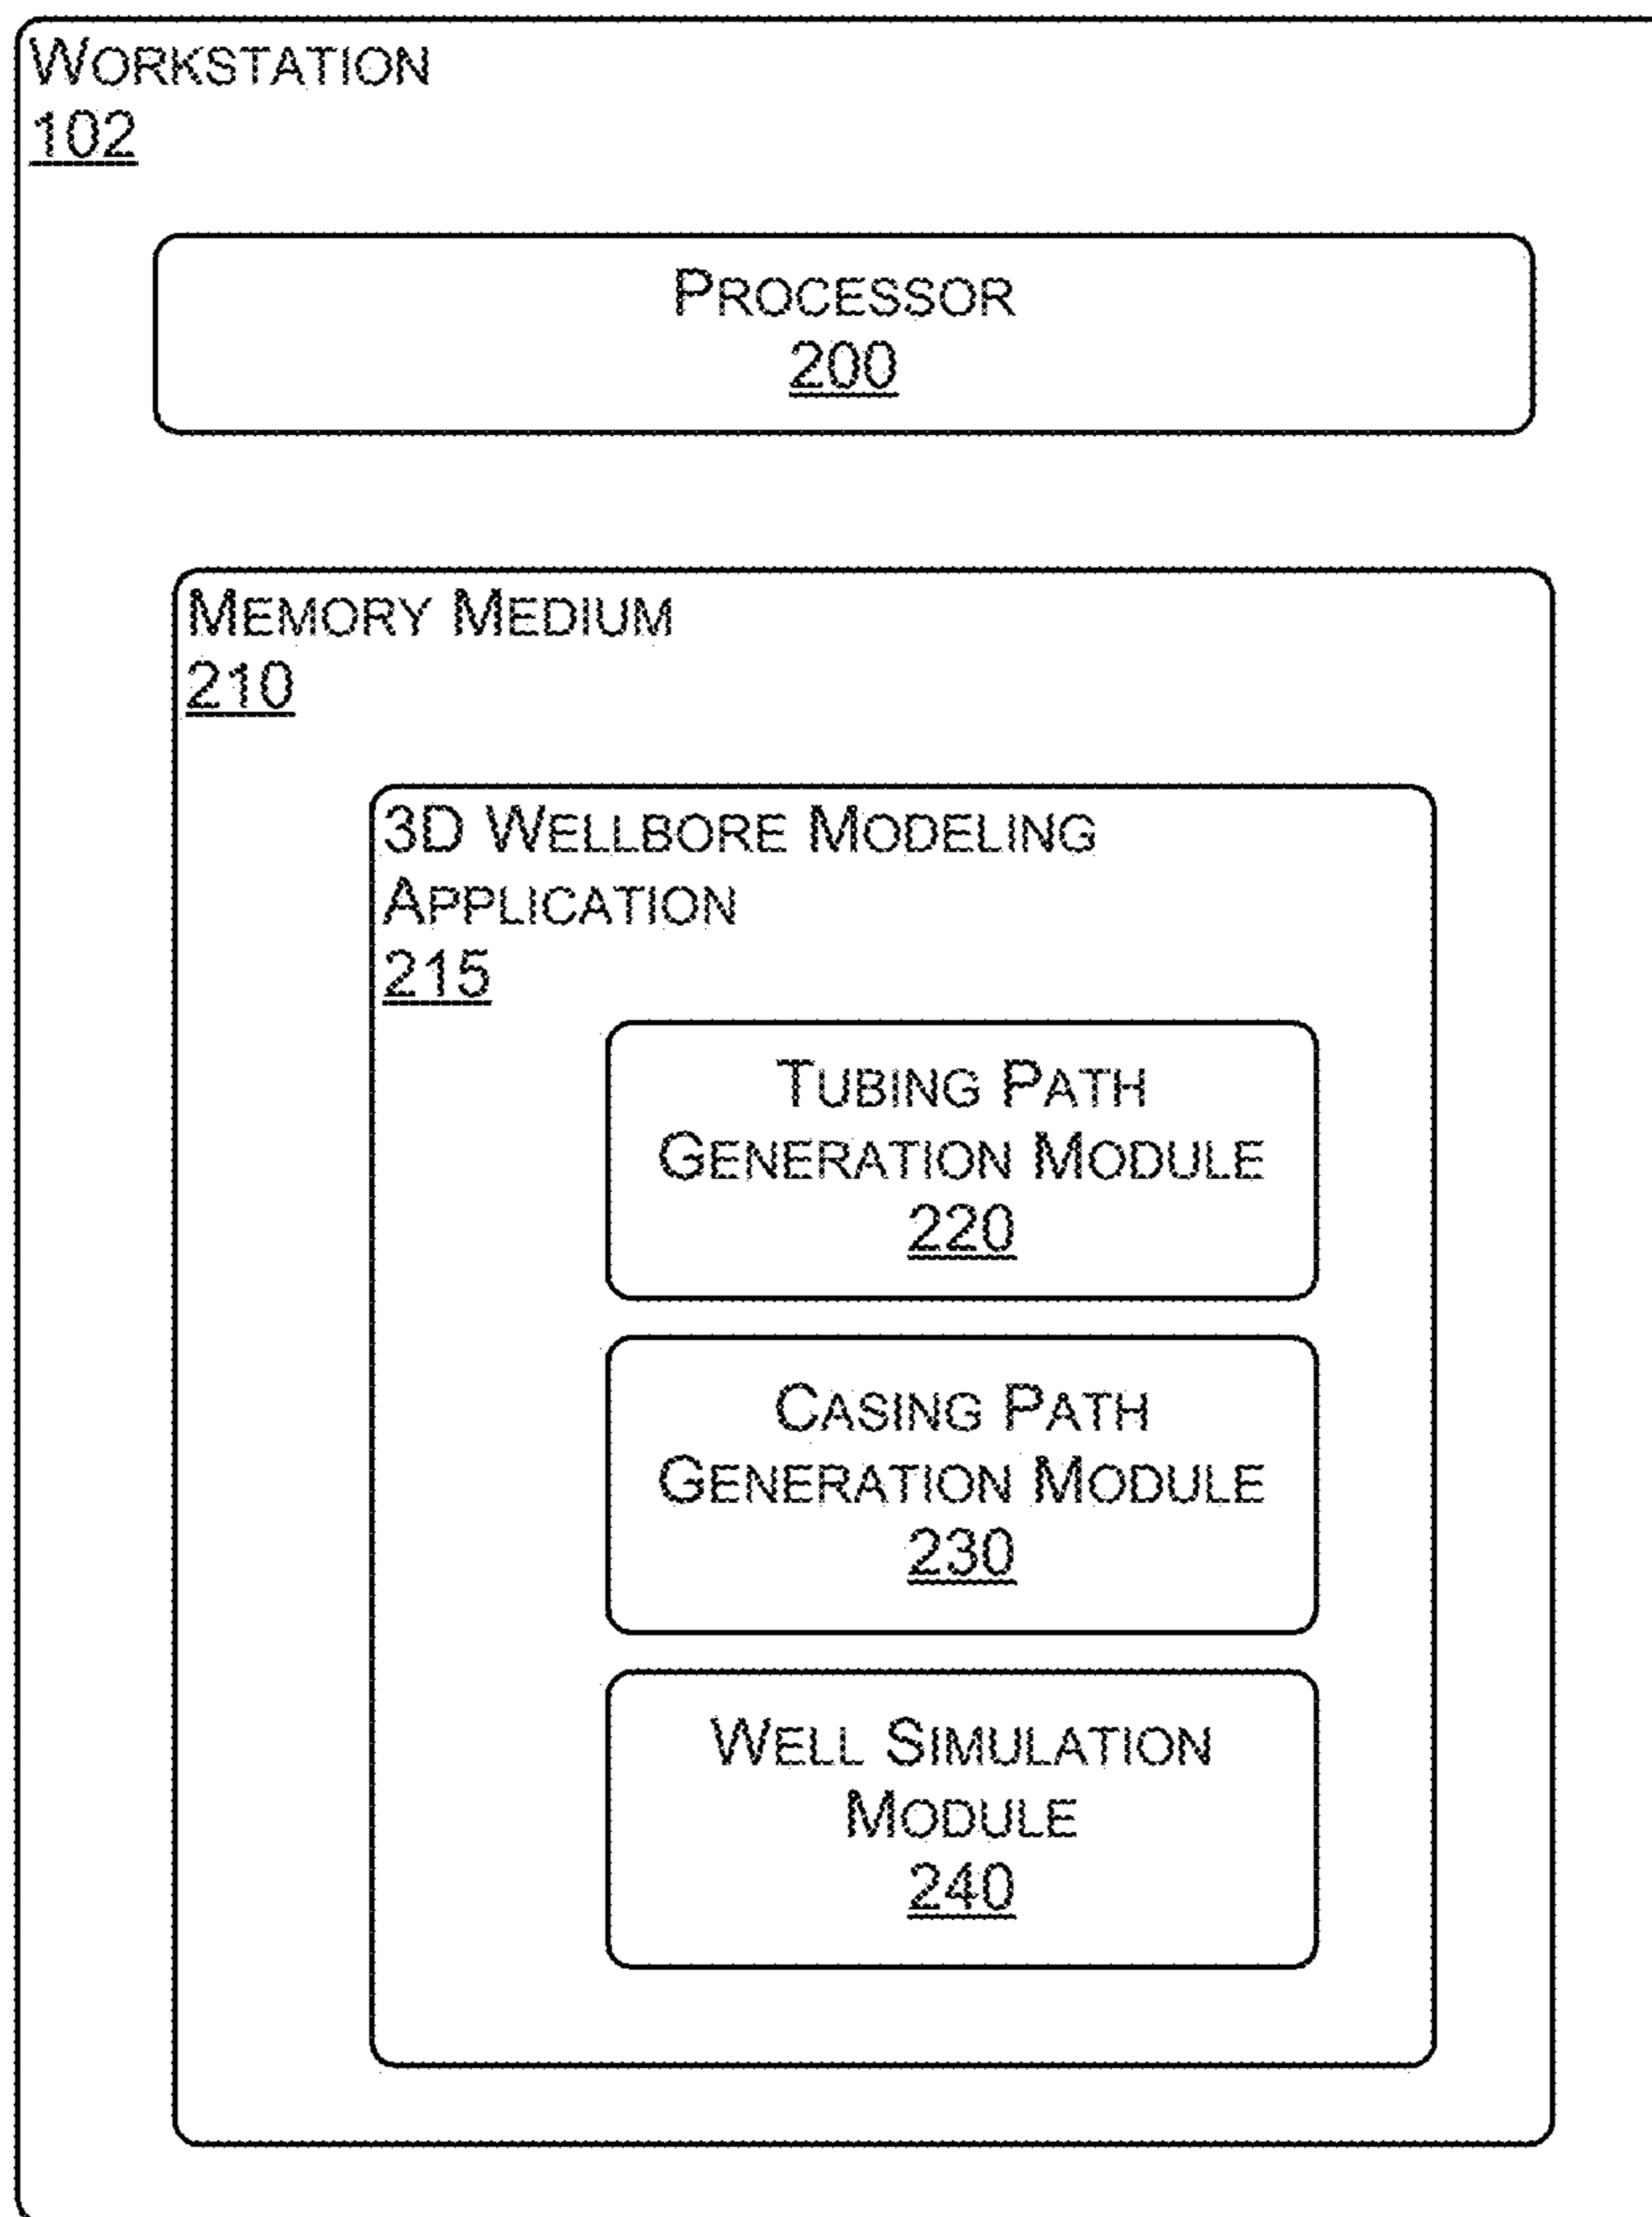 WORKSTATION
102
PROCESSOR
200
MEMORY MEDIUM
210
3D WELLBORE MODELING
APPLICATION
215
TUBING PATH
GENERATION MODULE
220
CASING PATH
GENERATION MODULE
230
WELL SIMULATION
MODULE
240